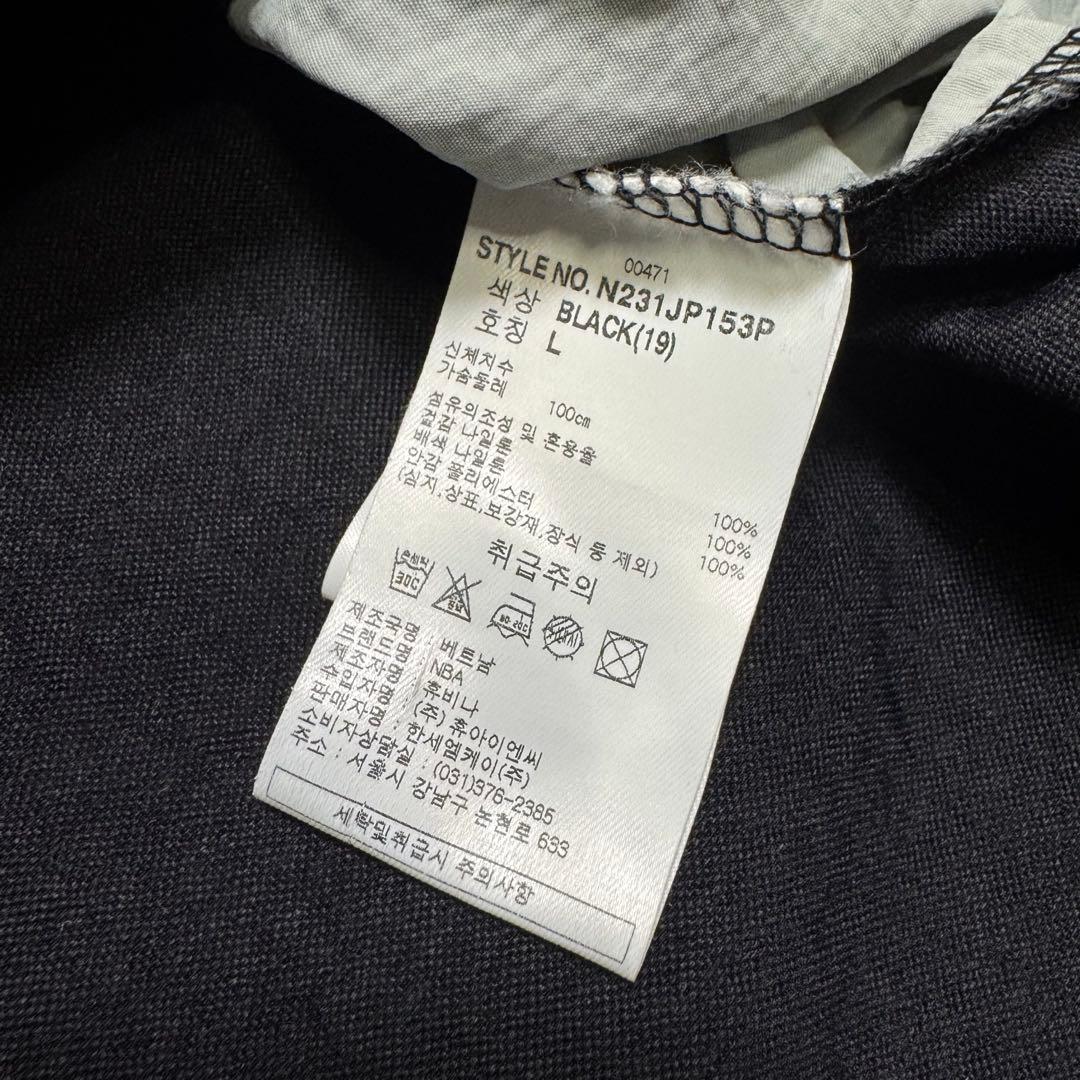 00471
STYLE NO. N231JP153P
색상 BLACK(19)
호칭 L
신체치수
가슴둘레 100㎝
섬유의조성 및 혼용율
겉감 나일론 100%
배색 나일론 100%
안감 폴리에스터 100%
(심지,상표,보강재,장식 등 제외)
취급주의
손세탁
30℃
제조국명 : 베트남
브랜드명 : NBA
제조자명 : 휴비나
수입자명 : (주) 휴아이엔씨
판매자명 : 한세엠케이(주)
소비자상담실 : (031)376-2385
주소 : 서울시 강남구 논현로 633
세탁및취급시 주의사항